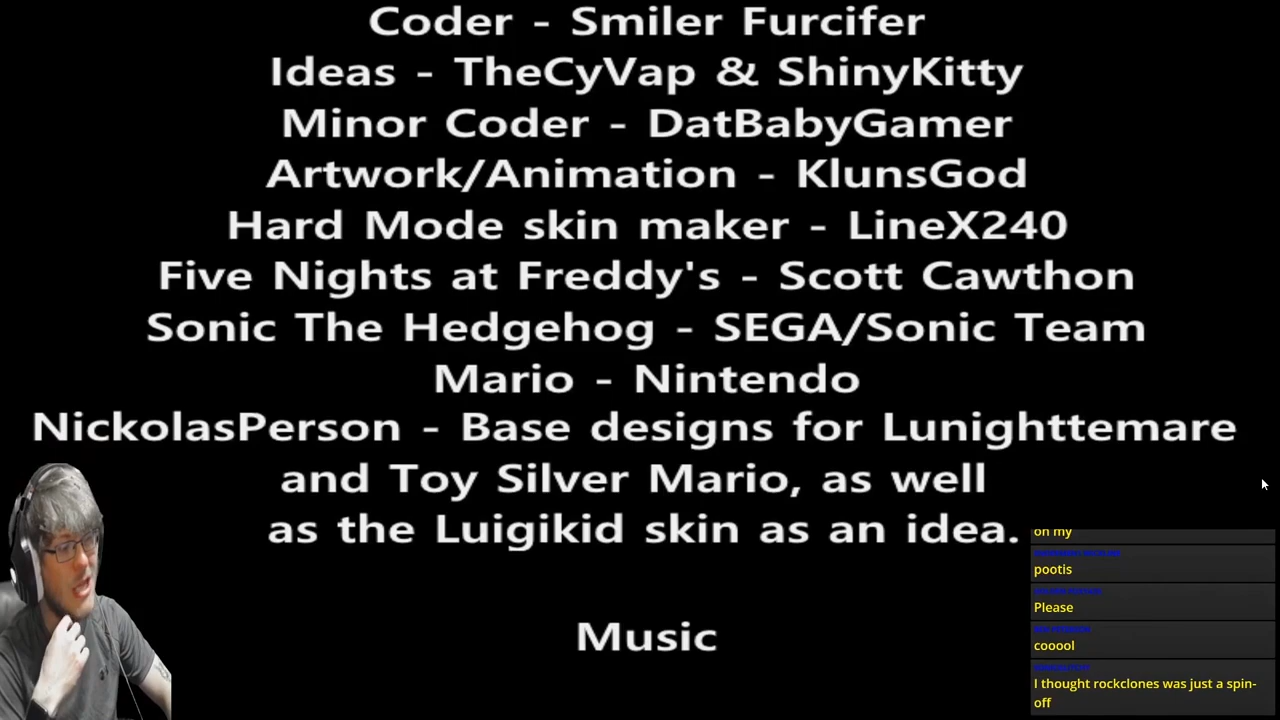 Coder - Smiler Furcifer
Ideas - TheCyVap & ShinyKitty
Minor Coder - DatBabyGamer
Artwork/Animation - KlunsGod
Hard Mode skin maker - LineX240
Five Nights at Freddy's - Scott Cawthon
Sonic The Hedgehog - SEGA/Sonic Team
Mario - Nintendo
NickolasPerson - Base designs for Lunighttemare
and Toy Silver Mario, as well
as the Luigikid skin as an idea.
Music
oh my
pootis
Please
cooool
I thought rockclones was just a spin-
off